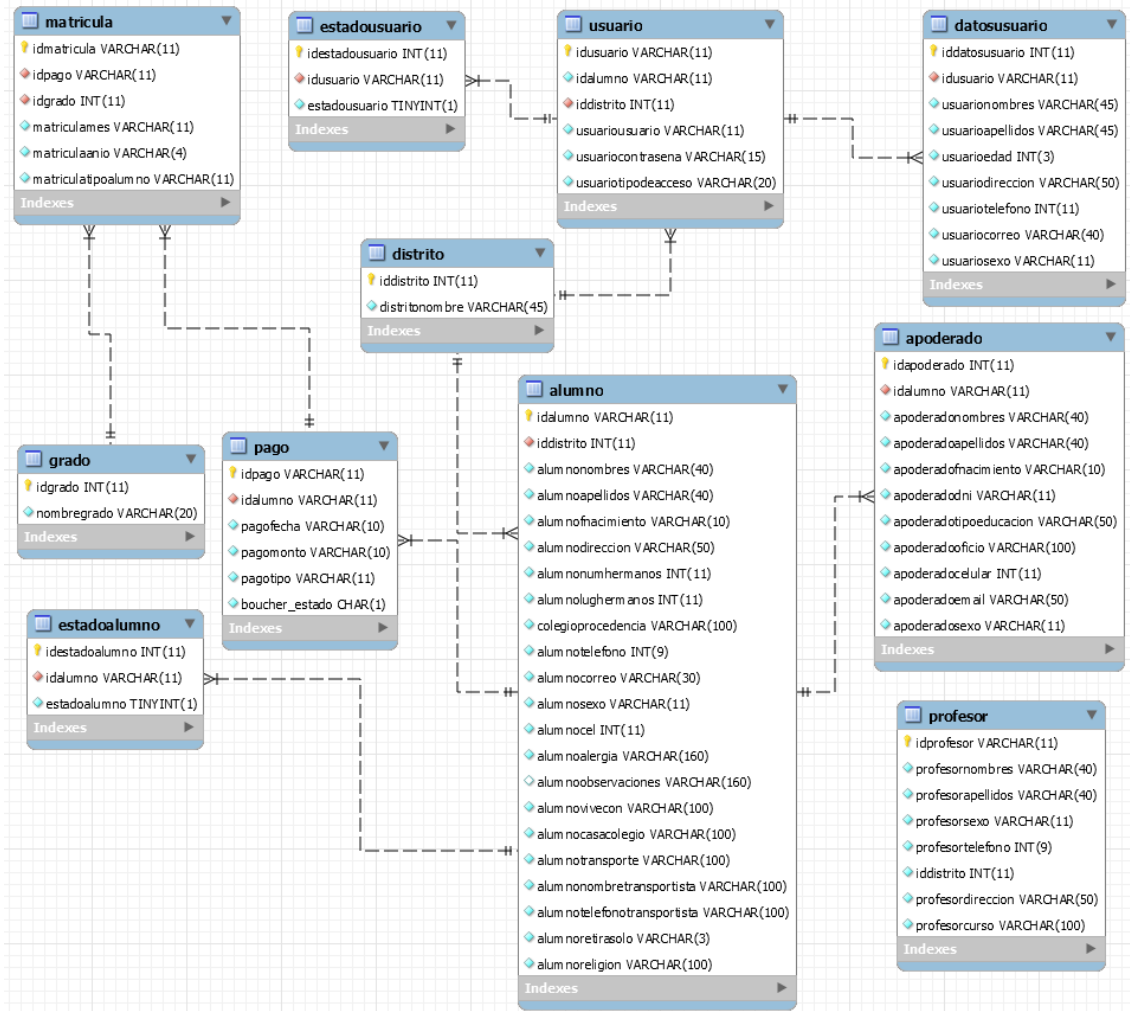 matricula
idmatricula VARCHAR(11)
idpago VARCHAR(11)
idgrado INT(11)
matriculames VARCHAR(11)
matriculaanio VARCHAR(4)
matriculatipoalumno VARCHAR(11)
Indexes
estadousuario
idestadousuario INT(11)
idusuario VARCHAR(11)
estadousuario TINYINT(1)
Indexes
usuario
idusuario VARCHAR(11)
idalumno VARCHAR(11)
iddistrito INT(11)
usuariousuario VARCHAR(11)
usuariocontrasena VARCHAR(15)
usuariotipodeacceso VARCHAR(20)
Indexes
datosusuario
iddatosusuario INT(11)
idusuario VARCHAR(11)
usuarionombres VARCHAR(45)
usuarioapellidos VARCHAR(45)
usuarioedad INT(3)
usuariodireccion VARCHAR(50)
usuariotelefono INT(11)
usuariocorreo VARCHAR(40)
usuariosexo VARCHAR(11)
Indexes
distrito
iddistrito INT(11)
distritonombre VARCHAR(45)
Indexes
apoderado
idapoderado INT(11)
idalumno VARCHAR(11)
apoderadonombres VARCHAR(40)
apoderadoapellidos VARCHAR(40)
apoderadofnacimiento VARCHAR(10)
apoderadodni VARCHAR(11)
apoderadotipoeducacion VARCHAR(50)
apoderadooficio VARCHAR(100)
apoderadocelular INT(11)
apoderadoemail VARCHAR(50)
apoderadosexo VARCHAR(11)
Indexes
alumno
idalumno VARCHAR(11)
iddistrito INT(11)
alumnonombres VARCHAR(40)
alumnoapellidos VARCHAR(40)
alumnofnacimiento VARCHAR(10)
alumnodireccion VARCHAR(50)
alumnonumhermanos INT(11)
alumnolughermanos INT(11)
colegioprocedencia VARCHAR(100)
alumnotelefono INT(9)
alumnocorreo VARCHAR(30)
alumnosexo VARCHAR(11)
alumnocel INT(11)
alumnoalergia VARCHAR(160)
alumnoobservaciones VARCHAR(160)
alumnovivecon VARCHAR(100)
alumnocasacolegio VARCHAR(100)
alumnotransporte VARCHAR(100)
alumnonombretransportista VARCHAR(100)
alumnotelefonotransportista VARCHAR(100)
alumnoretirasolo VARCHAR(3)
alumnoreligion VARCHAR(100)
Indexes
grado
idgrado INT(11)
nombregrado VARCHAR(20)
Indexes
pago
idpago VARCHAR(11)
idalumno VARCHAR(11)
pagofecha VARCHAR(10)
pagomonto VARCHAR(10)
pagotipo VARCHAR(11)
boucher_estado CHAR(1)
Indexes
estadoalumno
idestadoalumno INT(11)
idalumno VARCHAR(11)
estadoalumno TINYINT(1)
Indexes
profesor
idprofesor VARCHAR(11)
profesornombres VARCHAR(40)
profesorapellidos VARCHAR(40)
profesorsexo VARCHAR(11)
profesortelefono INT(9)
iddistrito INT(11)
profesordireccion VARCHAR(50)
profesorcurso VARCHAR(100)
Indexes